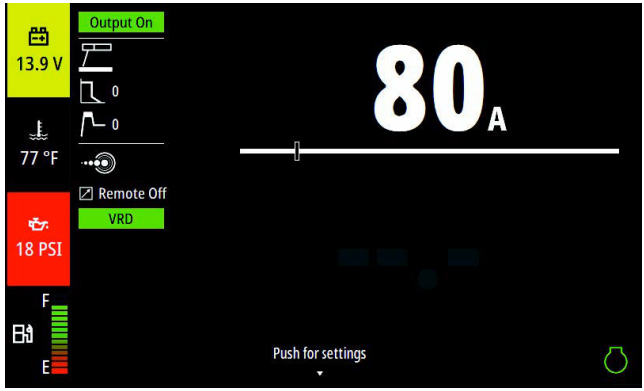 Output On
13.9 V
0
0
77 °F
Remote Off
VRD
18 PSI
F
E
80 A
Push for settings